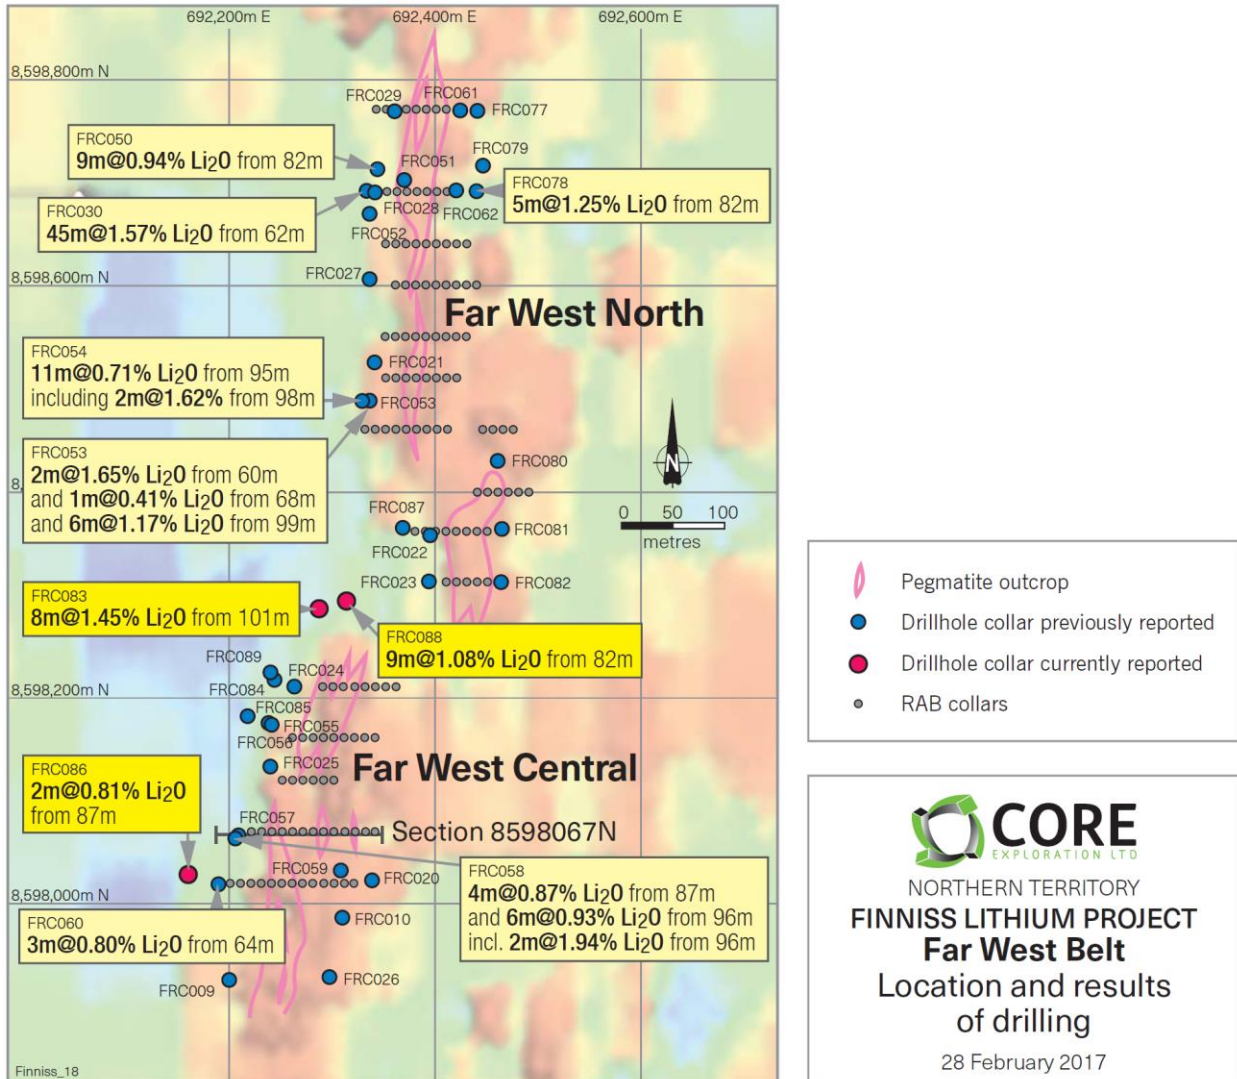 692,200m E
692,400m E
692,600m E
8,598,800m N
FRC029
FRC061
FRC077
FRC050
9m@0.94% Li2O from 82m
FRC051
FRC079
FRC078
5m@1.25% Li2O from 82m
FRC030
45m@1.57% Li2O from 62m
FRC028
FRC062
FRC052
8,598,600m N
FRC027
Far West North
FRC054
11m@0.71% Li2O from 95m
including 2m@1.62% from 98m
FRC021
FRC053
FRC053
2m@1.65% Li2O from 60m
and 1m@0.41% Li2O from 68m
and 6m@1.17% Li2O from 99m
FRC080
8,
N
0 50 100
metres
FRC087
FRC081
FRC022
FRC023
FRC082
FRC083
8m@1.45% Li2O from 101m
FRC088
9m@1.08% Li2O from 82m
FRC089
FRC024
8,598,200m N
FRC084
FRC085
FRC055
FRC056
FRC025
Far West Central
FRC086
2m@0.81% Li2O
from 87m
FRC057
Section 8598067N
FRC059
FRC020
FRC058
4m@0.87% Li2O from 87m
and 6m@0.93% Li2O from 96m
incl. 2m@1.94% Li2O from 96m
8,598,000m N
FRC060
3m@0.80% Li2O from 64m
FRC010
FRC009
FRC026
Finniss_18
Pegmatite outcrop
Drillhole collar previously reported
Drillhole collar currently reported
RAB collars
CORE
EXPLORATION LTD
NORTHERN TERRITORY
FINNISS LITHIUM PROJECT
Far West Belt
Location and results
of drilling
28 February 2017